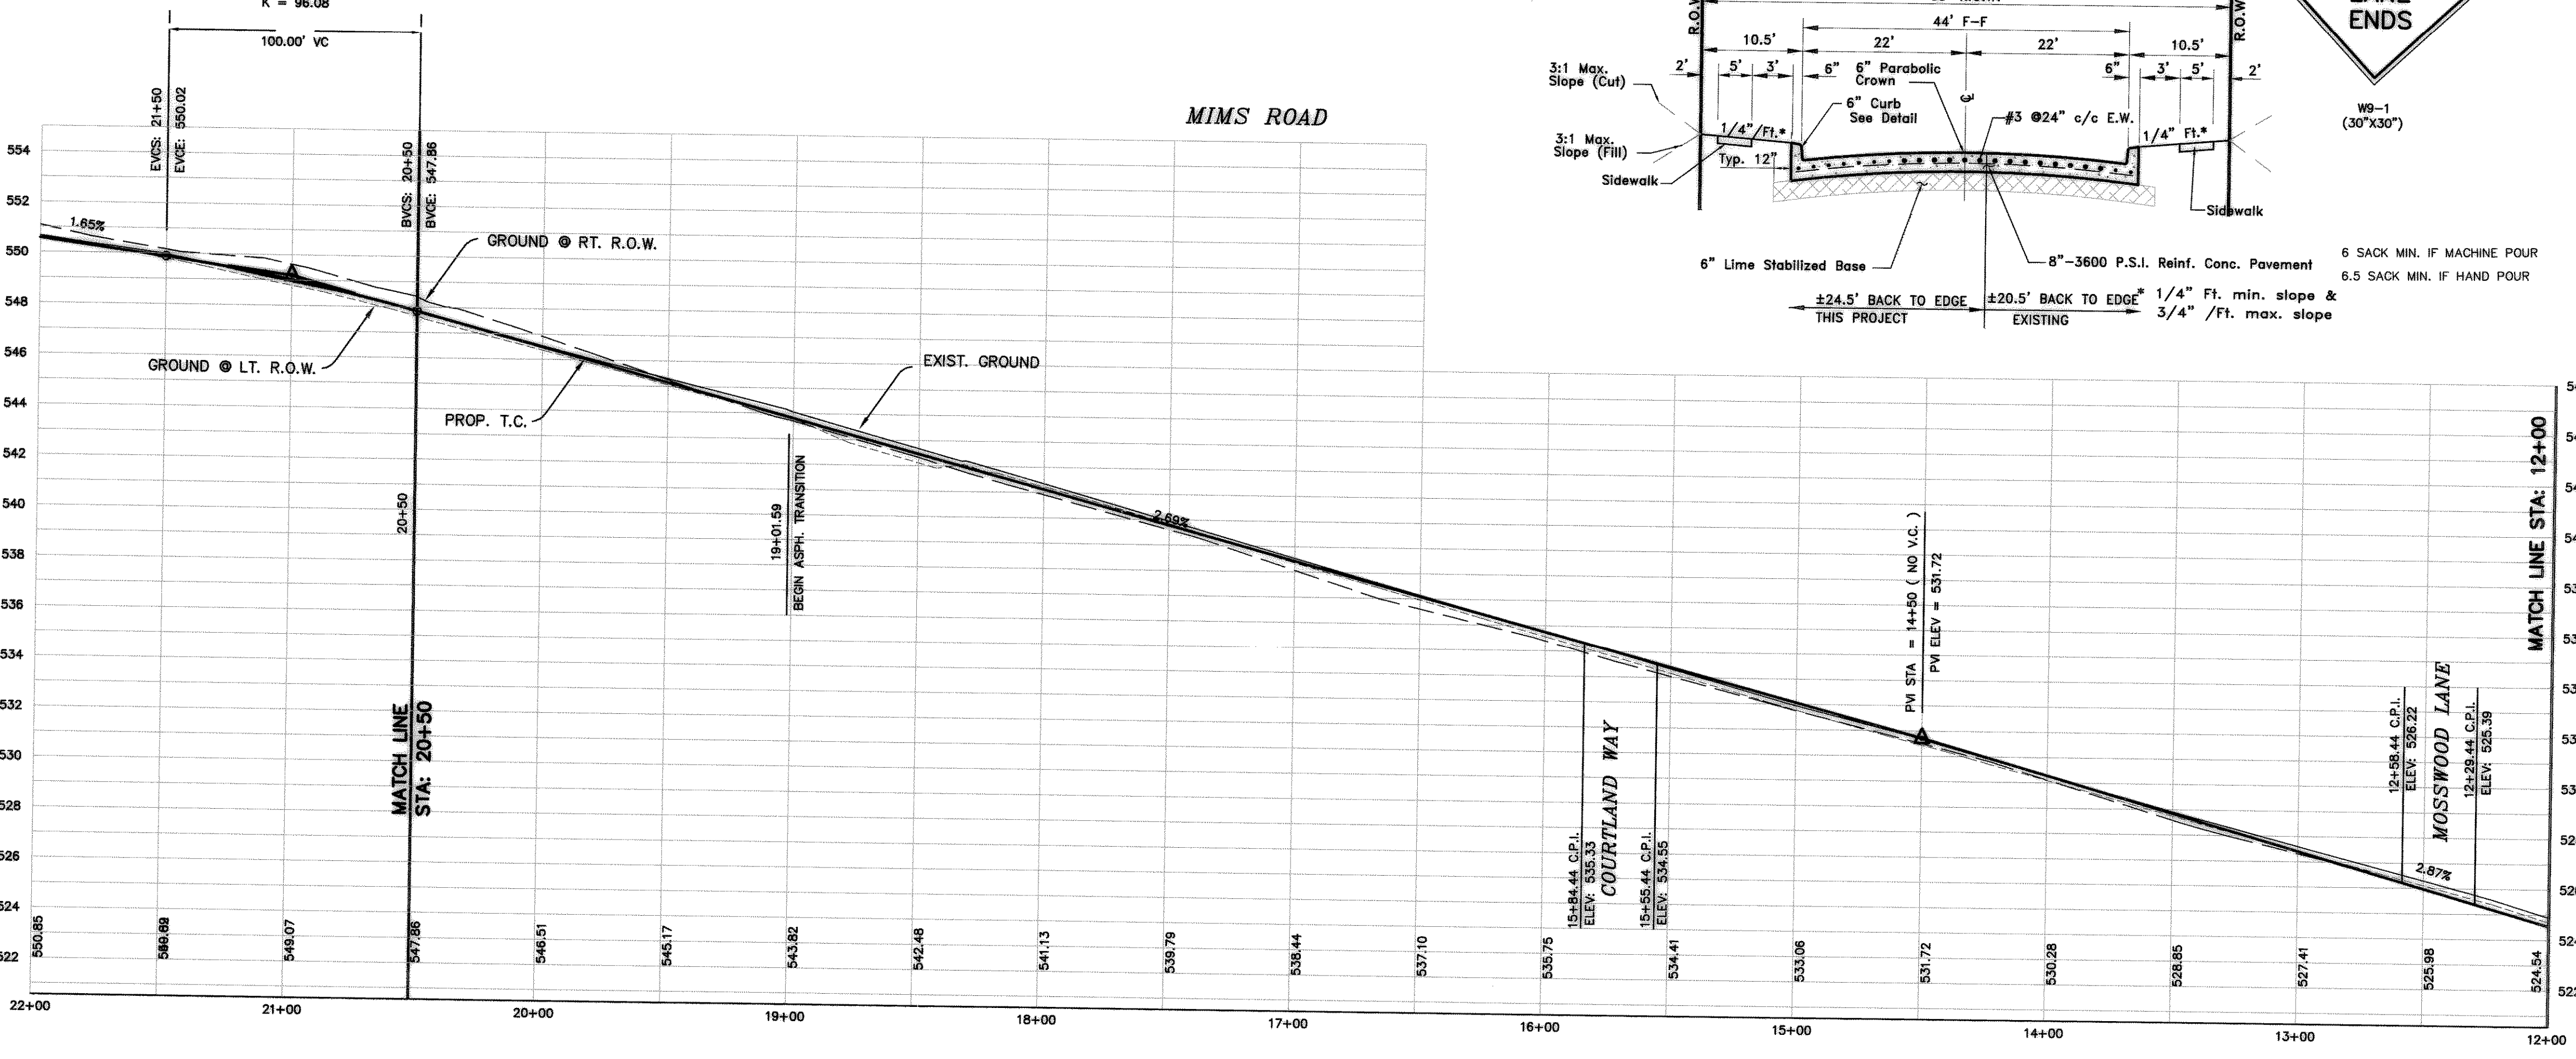 K = 96.08
100.00' VC
EVCS: 21+50
EVCE: 550.02
BVCS: 20+50
BVCE: 547.86
MIMS ROAD
554
552
550
548
546
544
542
540
538
536
534
532
530
528
526
524
522
1.65%
GROUND @ RT. R.O.W.
GROUND @ LT. R.O.W.
PROP. T.C.
EXIST. GROUND
20+50
19+01.59
BEGIN ASPH. TRANSITION
2.69%
MATCH LINE
STA: 20+50
15+84.44 C.P.I.
ELEV: 535.33
COURTLAND WAY
15+55.44 C.P.I.
ELEV: 534.55
PVI STA = 14+50 ( NO V.C. )
PVI ELEV = 531.72
12+58.44 C.P.I.
ELEV: 526.22
MOSSWOOD LANE
12+29.44 C.P.I.
ELEV: 525.39
2.87%
MATCH LINE STA: 12+00
550.85
549.07
547.86
546.51
545.17
543.82
542.48
541.13
539.79
538.44
537.10
535.75
534.41
533.06
531.72
530.28
528.85
527.41
525.98
524.54
22+00
21+00
20+00
19+00
18+00
17+00
16+00
15+00
14+00
13+00
12+00
R.O.W
R.O.W
44' F-F
10.5'
22'
22'
10.5'
2'
5'
3'
6"
6" Parabolic
Crown
6"
3'
5'
2'
3:1 Max.
Slope (Cut)
6" Curb
See Detail
℄
#3 @24" c/c E.W.
1/4"/Ft.*
1/4" Ft.*
3:1 Max.
Slope (Fill)
Typ. 12"
Sidewalk
Sidewalk
6" Lime Stabilized Base
8"-3600 P.S.I. Reinf. Conc. Pavement
6 SACK MIN. IF MACHINE POUR
6.5 SACK MIN. IF HAND POUR
±24.5' BACK TO EDGE
THIS PROJECT
±20.5' BACK TO EDGE
EXISTING
* 1/4" Ft. min. slope &
3/4" /Ft. max. slope
ENDS
W9-1
(30"X30")